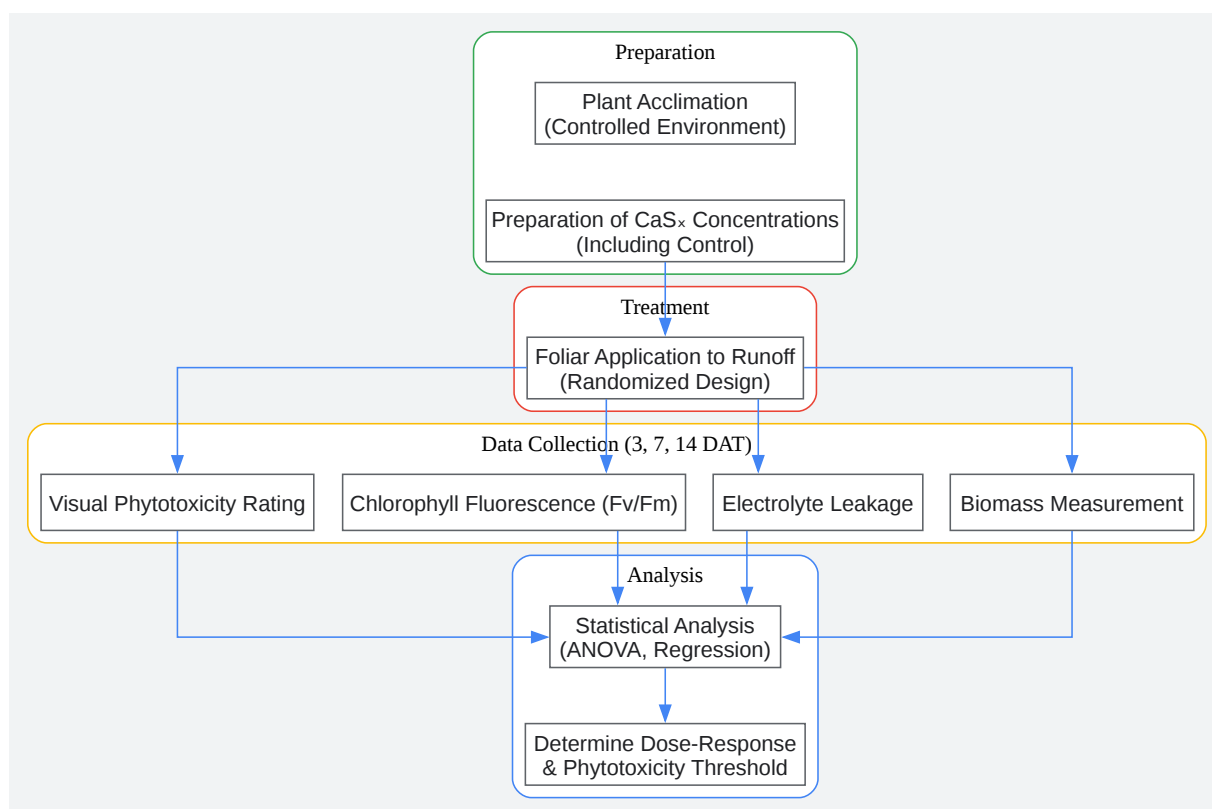 Preparation
Plant Acclimation
(Controlled Environment)
Preparation of CaSₓ Concentrations
(Including Control)
Treatment
Foliar Application to Runoff
(Randomized Design)
Data Collection (3, 7, 14 DAT)
Visual Phytotoxicity Rating
Chlorophyll Fluorescence (Fv/Fm)
Electrolyte Leakage
Biomass Measurement
Analysis
Statistical Analysis
(ANOVA, Regression)
Determine Dose-Response
& Phytotoxicity Threshold